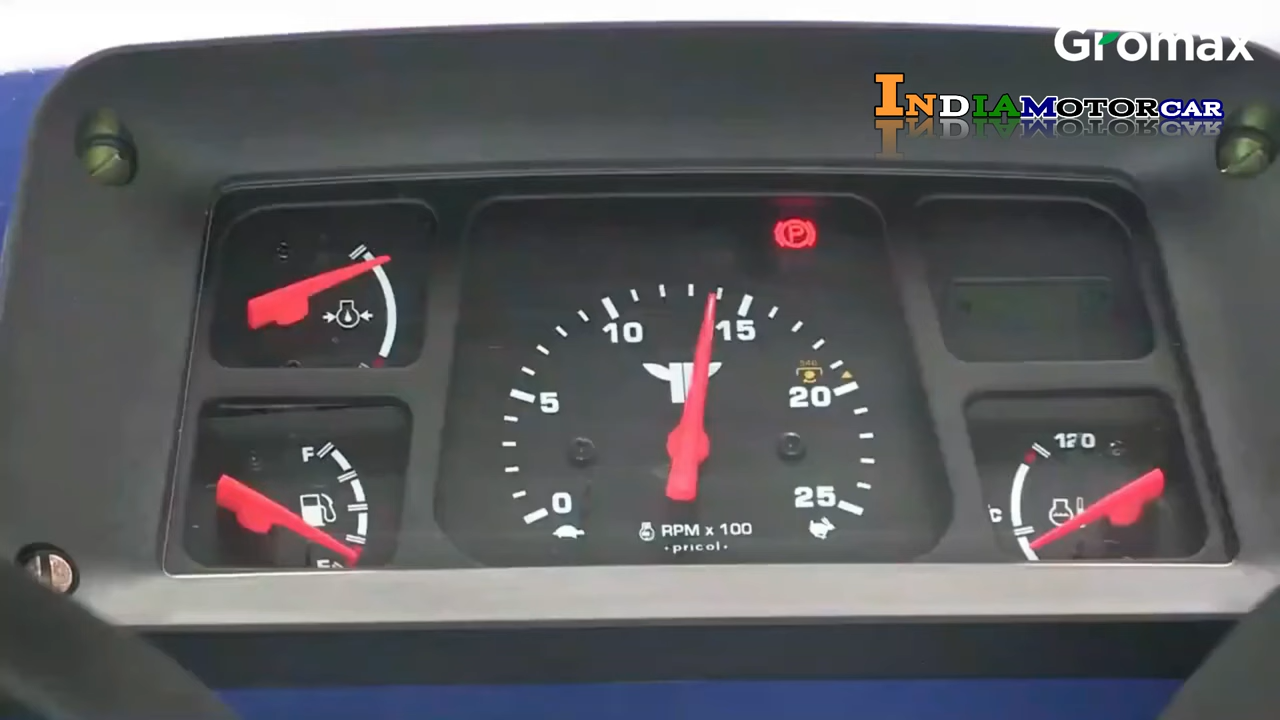 Gromax
INDIAMOTORCAR
P
10
15
540
5
20
F
120
0
25
°C
RPM x 100
pricol
E